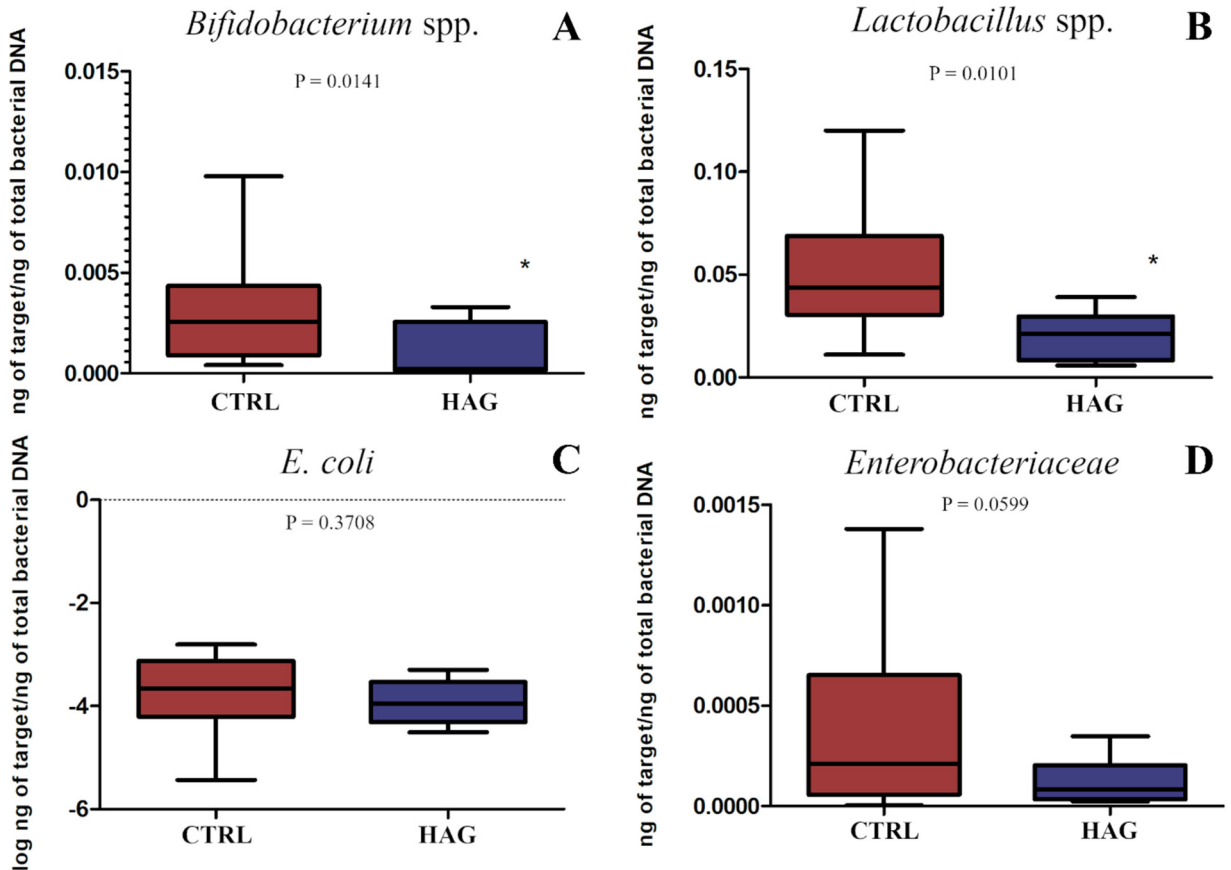 Bifidobacterium spp.
A
P = 0.0141
ng of target/ng of total bacterial DNA
0.015
0.010
0.005
0.000
*
CTRL
HAG
Lactobacillus spp.
B
P = 0.0101
ng of target/ng of total bacterial DNA
0.15
0.10
0.05
0.00
*
CTRL
HAG
E. coli
C
P = 0.3708
log ng of target/ng of total bacterial DNA
0
-2
-4
-6
CTRL
HAG
Enterobacteriaceae
D
P = 0.0599
ng of target/ng of total bacterial DNA
0.0015
0.0010
0.0005
0.0000
CTRL
HAG